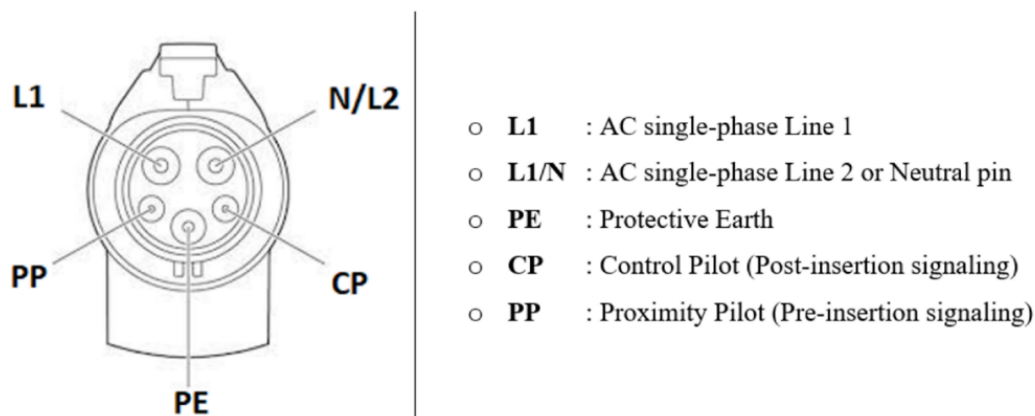 L1
N/L2
PP
CP
PE
o L1 : AC single-phase Line 1
o L1/N : AC single-phase Line 2 or Neutral pin
o PE : Protective Earth
o CP : Control Pilot (Post-insertion signaling)
o PP : Proximity Pilot (Pre-insertion signaling)